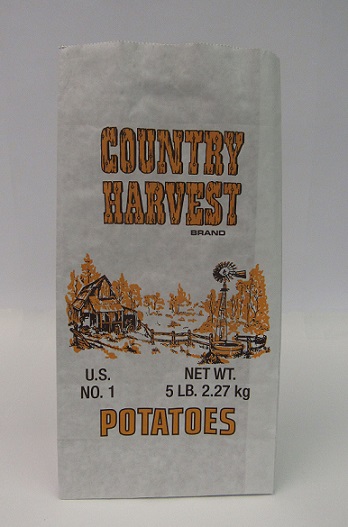 COUNTRY
HARVEST
BRAND
U.S. NET WT.
NO. 1 5 LB. 2.27 kg
POTATOES